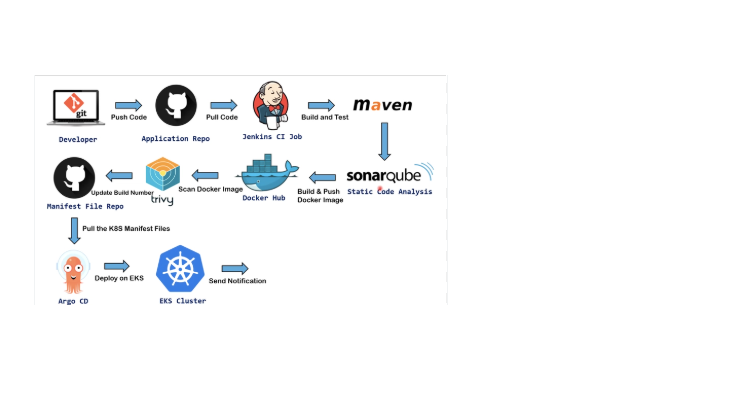 git
Push Code
Pull Code
Build and Test
maven
Developer
Application Repo
Jenkins CI Job
sonarqube
Static Code Analysis
Build & Push
Docker Image
Docker Hub
Scan Docker Image
trivy
Update Build Number
Manifest File Repo
Pull the K8S Manifest Files
Argo CD
Deploy on EKS
EKS Cluster
Send Notification